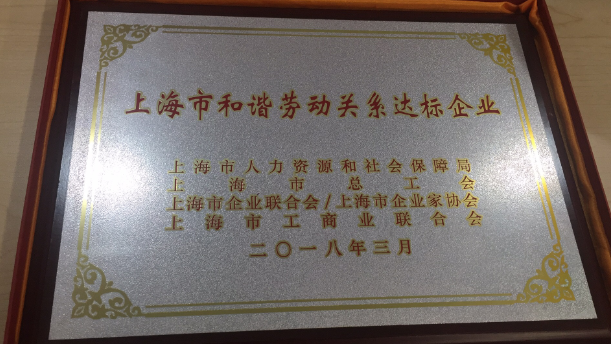 上海市和谐劳动关系达标企业
上海市人力资源和社会保障局
上海市总工会
上海市企业联合会/上海市企业家协会
上海市工商业联合会
二〇一八年三月